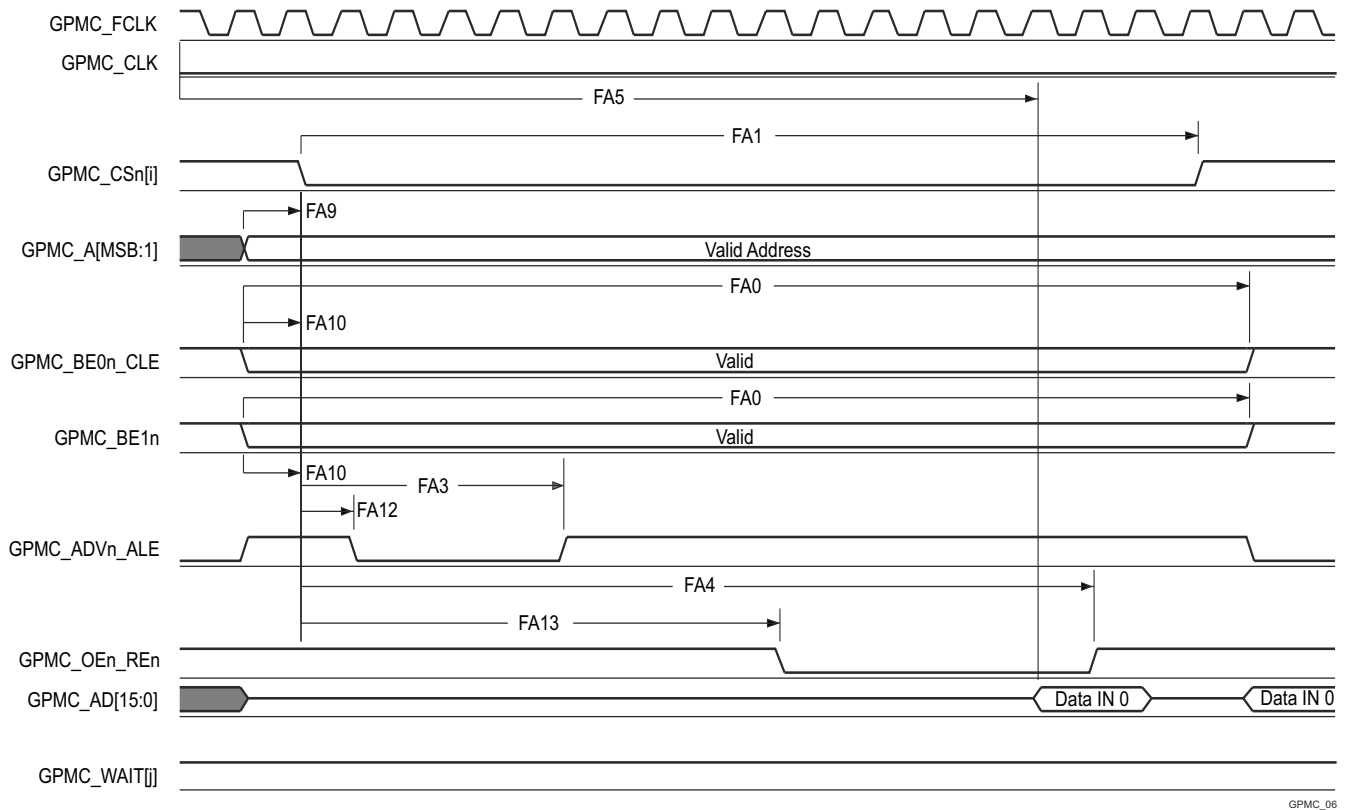 GPMC_FCLK
GPMC_CLK
FA5
FA1
GPMC_CSn[i]
FA9
GPMC_A[MSB:1]
Valid Address
FA0
FA10
GPMC_BE0n_CLE
Valid
FA0
GPMC_BE1n
Valid
FA10
FA3
FA12
GPMC_ADVn_ALE
FA4
FA13
GPMC_OEn_REn
GPMC_AD[15:0]
Data IN 0
Data IN 0
GPMC_WAIT[j]
GPMC_06